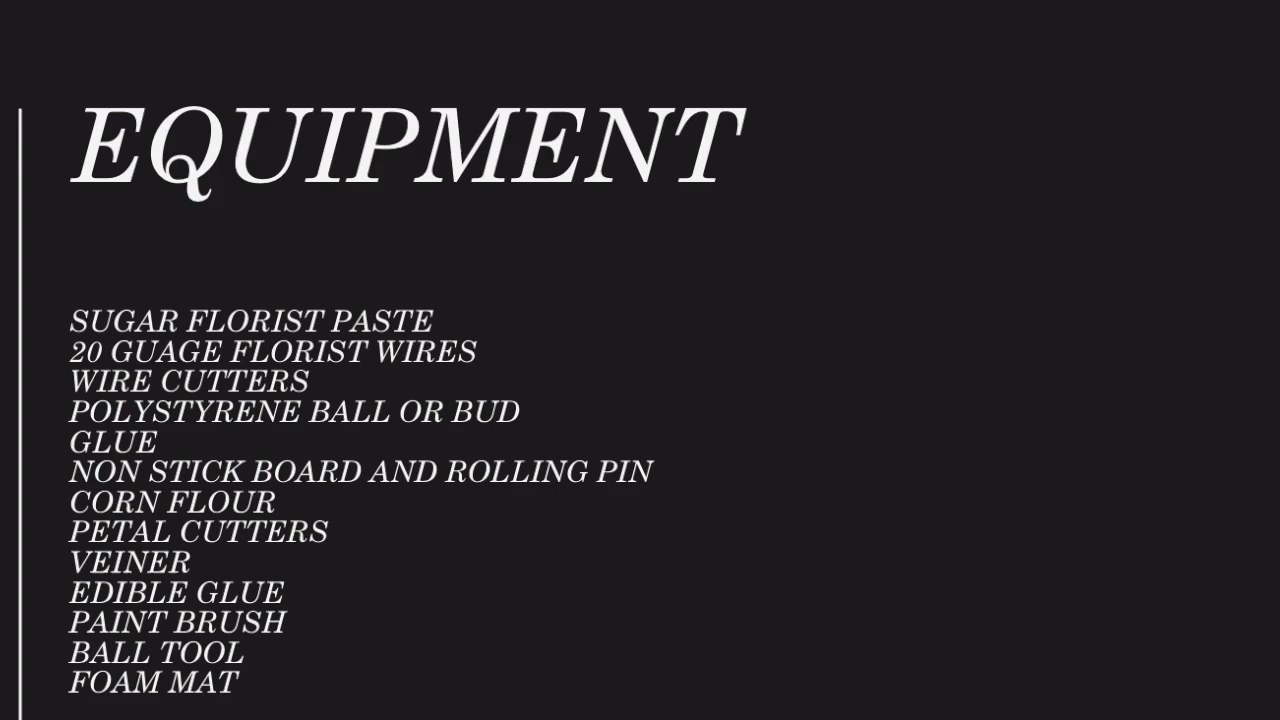 EQUIPMENT
SUGAR FLORIST PASTE
20 GUAGE FLORIST WIRES
WIRE CUTTERS
POLYSTYRENE BALL OR BUD
GLUE
NON STICK BOARD AND ROLLING PIN
CORN FLOUR
PETAL CUTTERS
VEINER
EDIBLE GLUE
PAINT BRUSH
BALL TOOL
FOAM MAT